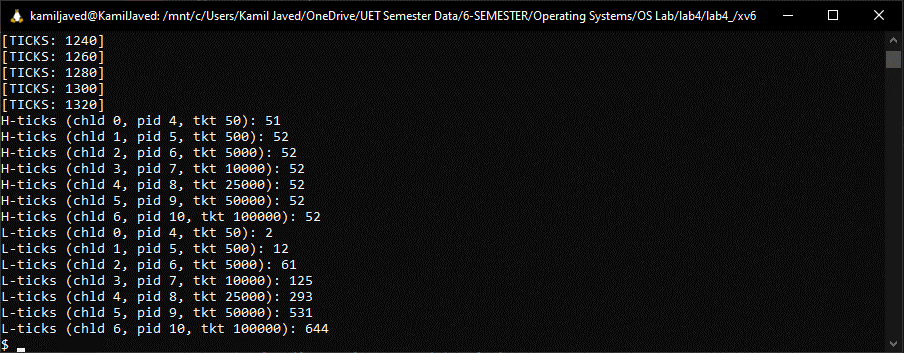 kamiljaved@KamilJaved: /mnt/c/Users/Kamil Javed/OneDrive/UET Semester Data/6-SEMESTER/Operating Systems/OS Lab/lab4/lab4_/xv6
[TICKS: 1240]
[TICKS: 1260]
[TICKS: 1280]
[TICKS: 1300]
[TICKS: 1320]
H-ticks (chld 0, pid 4, tkt 50): 51
H-ticks (chld 1, pid 5, tkt 500): 52
H-ticks (chld 2, pid 6, tkt 5000): 52
H-ticks (chld 3, pid 7, tkt 10000): 52
H-ticks (chld 4, pid 8, tkt 25000): 52
H-ticks (chld 5, pid 9, tkt 50000): 52
H-ticks (chld 6, pid 10, tkt 100000): 52
L-ticks (chld 0, pid 4, tkt 50): 2
L-ticks (chld 1, pid 5, tkt 500): 12
L-ticks (chld 2, pid 6, tkt 5000): 61
L-ticks (chld 3, pid 7, tkt 10000): 125
L-ticks (chld 4, pid 8, tkt 25000): 293
L-ticks (chld 5, pid 9, tkt 50000): 531
L-ticks (chld 6, pid 10, tkt 100000): 644
$